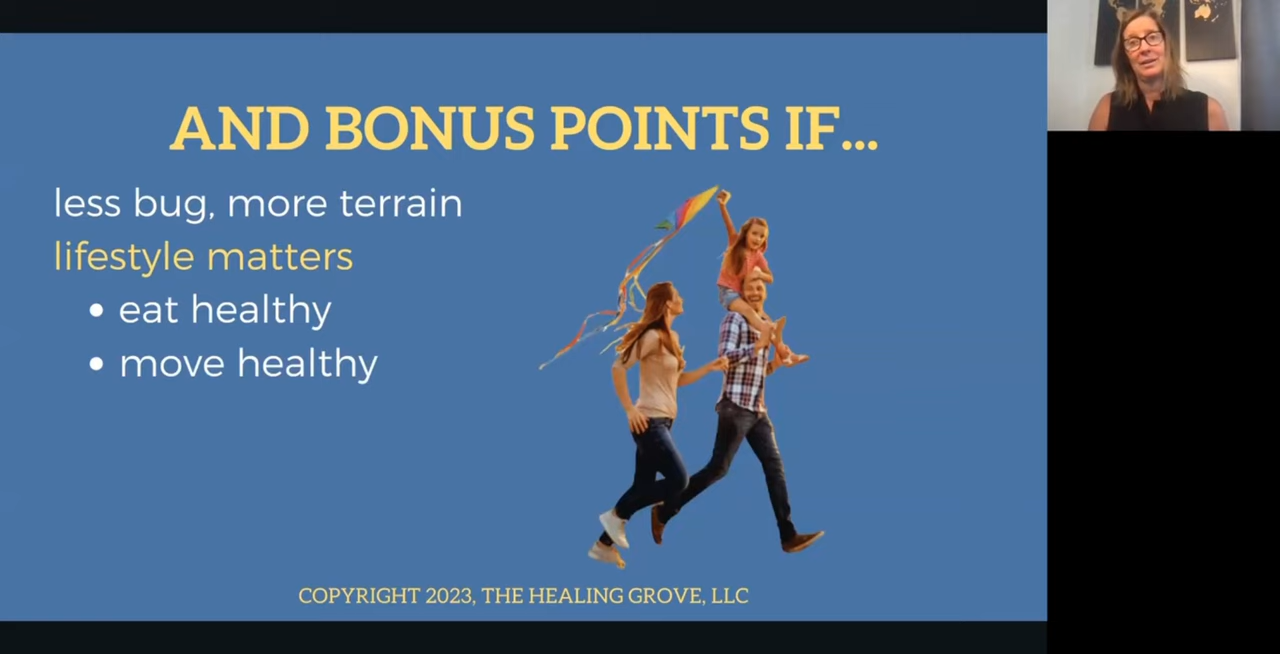 AND BONUS POINTS IF...
less bug, more terrain
lifestyle matters
• eat healthy
• move healthy
COPYRIGHT 2023, THE HEALING GROVE, LLC